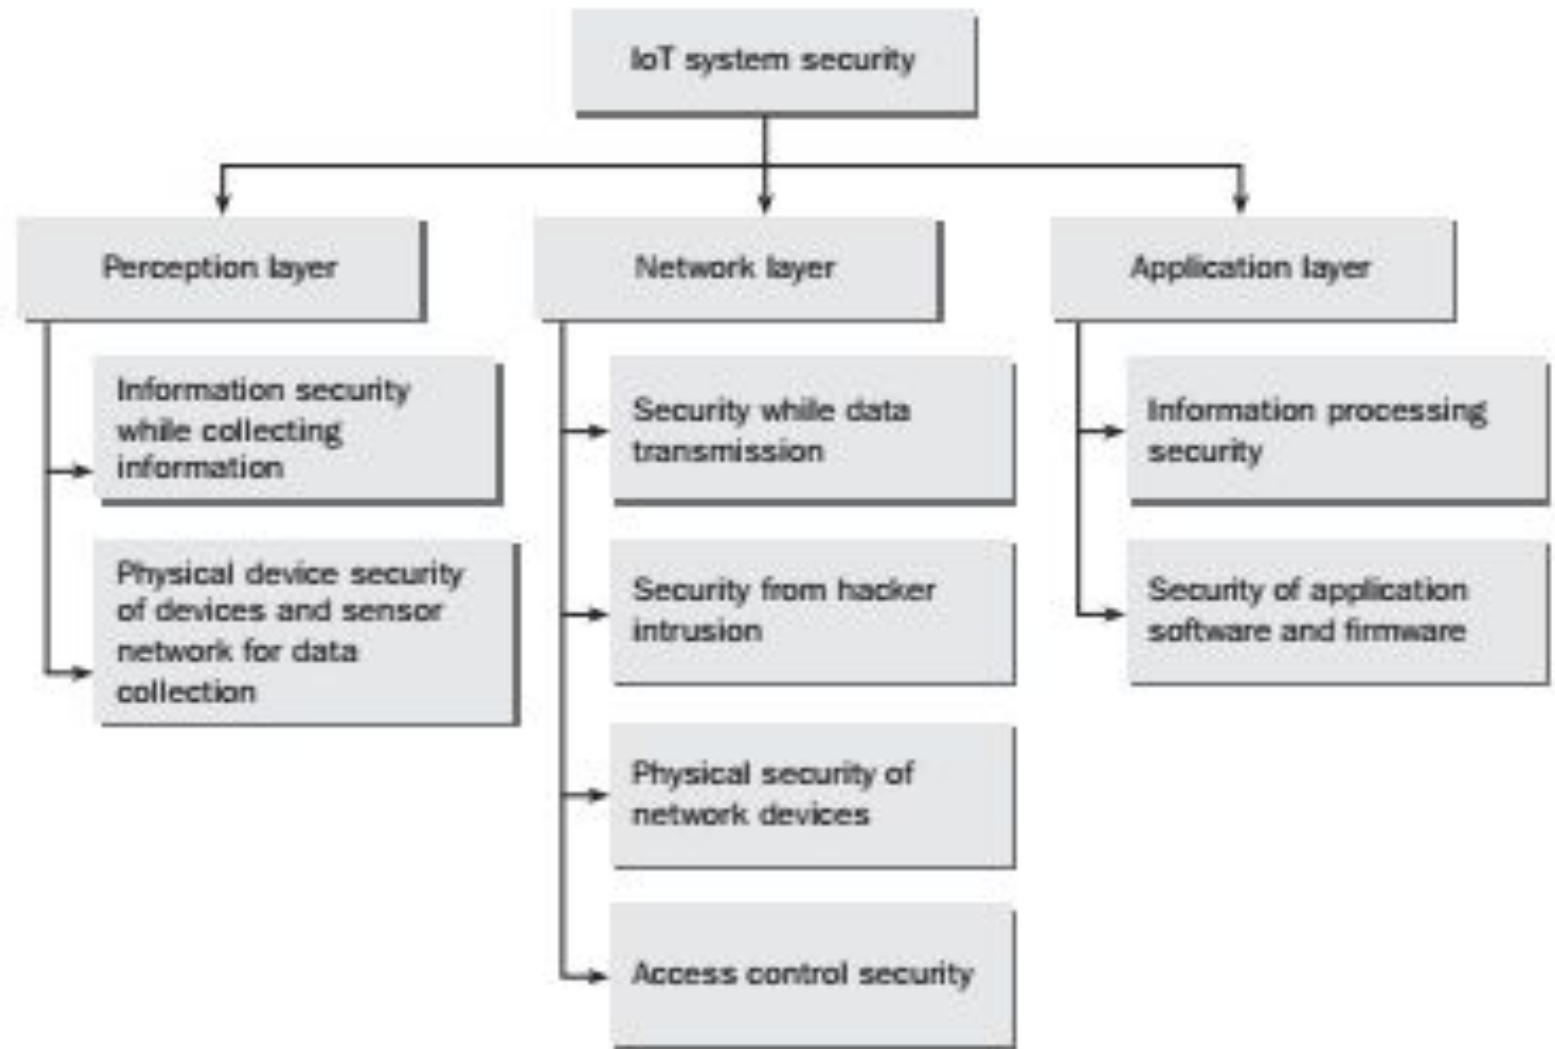 IoT system security
Perception layer
Network layer
Application layer
Information security
while collecting
information
Physical device security
of devices and sensor
network for data
collection
Security while data
transmission
Security from hacker
intrusion
Physical security of
network devices
Access control security
Information processing
security
Security of application
software and firmware